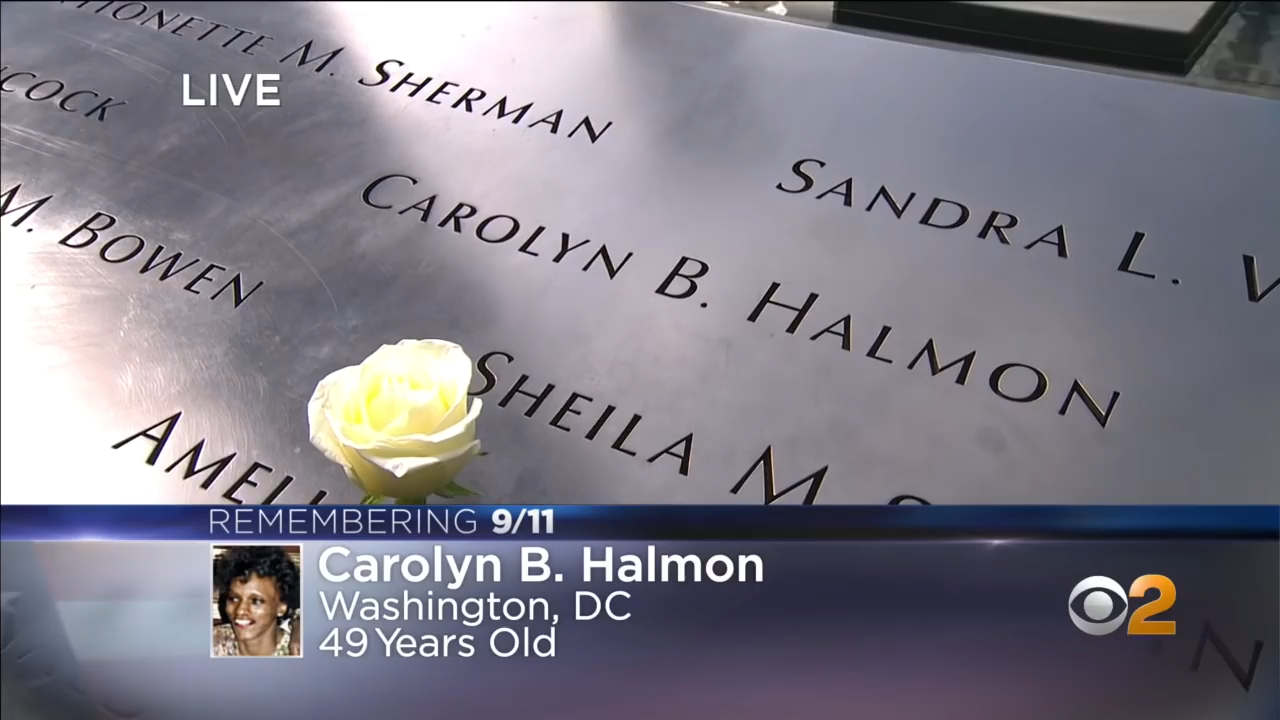 LIVE
M. SHERMAN
SANDRA L.
CAROLYN B. HALMON
M. BOWEN
SHEILA M.
REMEMBERING 9/11
Carolyn B. Halmon
Washington, DC
49 Years Old
2